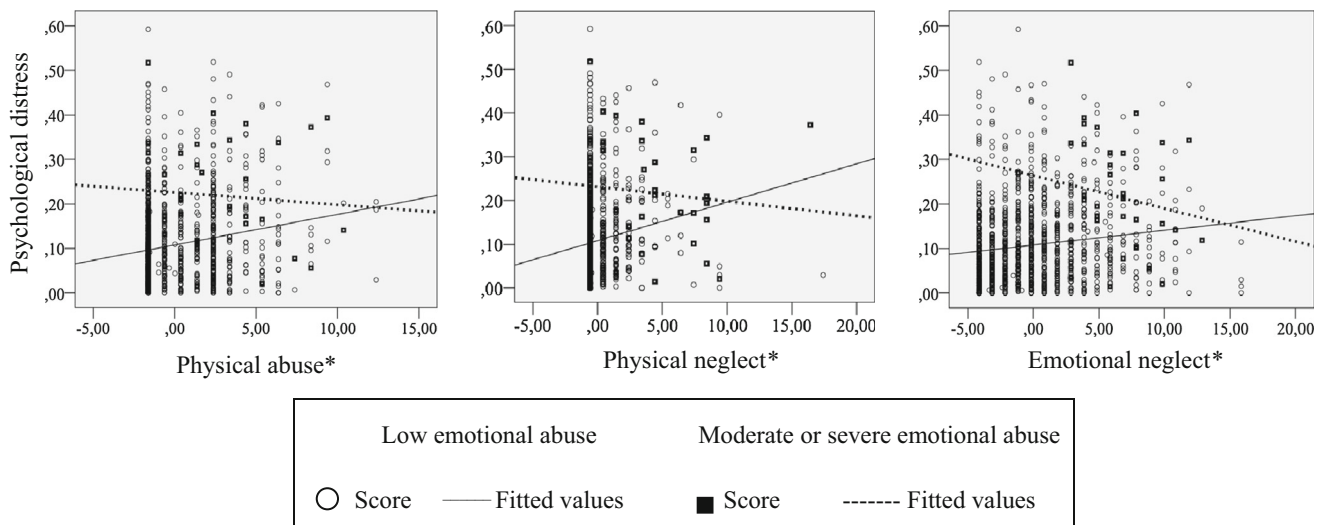 Psychological distress
,60
,50
,40
,30
,20
,10
,00
-5,00 ,00 5,00 10,00 15,00
Physical abuse*
,60
,50
,40
,30
,20
,10
,00
-5,00 ,00 5,00 10,00 15,00 20,00
Physical neglect*
,60
,50
,40
,30
,20
,10
,00
-5,00 ,00 5,00 10,00 15,00 20,00
Emotional neglect*
Low emotional abuse Moderate or severe emotional abuse
Score Fitted values Score Fitted values